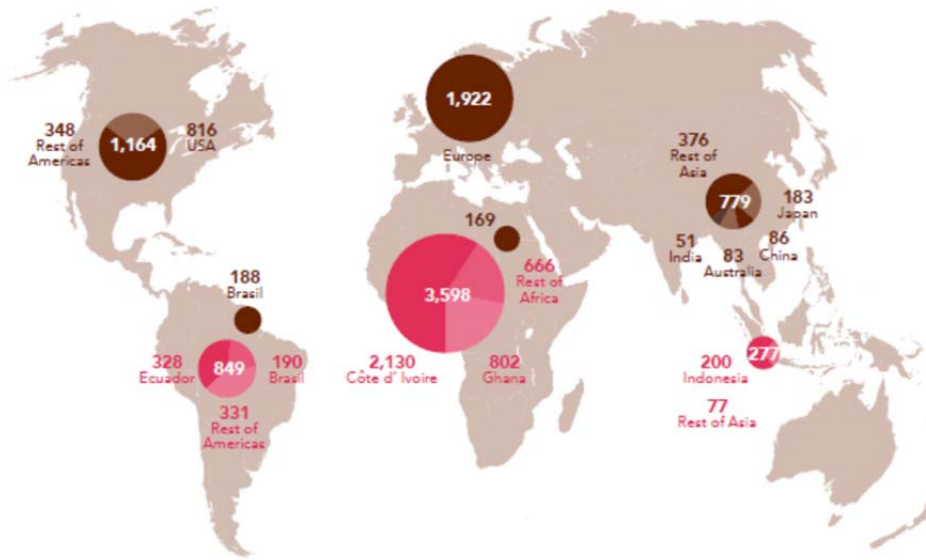 1,922
Europe
348
Rest of
Americas
1,164
816
USA
376
Rest of
Asia
779
183
Japan
51
India
83
Australia
86
China
169
3,598
666
Rest of
Africa
2,130
Côte d' Ivoire
802
Ghana
188
Brasil
328
Ecuador
849
190
Brasil
331
Rest of
Americas
277
200
Indonesia
77
Rest of Asia